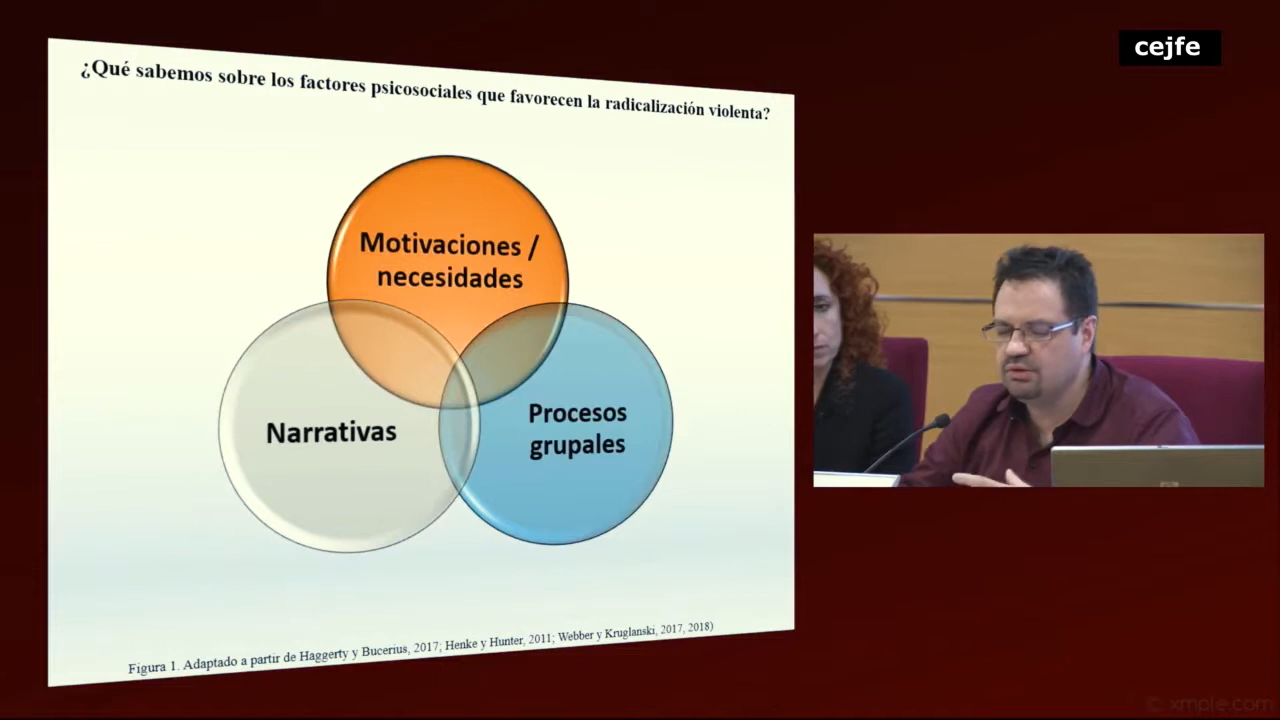 cejfe
¿Qué sabemos sobre los factores psicosociales que favorecen la radicalización violenta?
Motivaciones /
necesidades
Narrativas
Procesos
grupales
Figura 1. Adaptado a partir de Haggerty y Bucerius, 2017; Henke y Hunter, 2011; Webber y Kruglanski, 2017, 2018)
© xmple.com